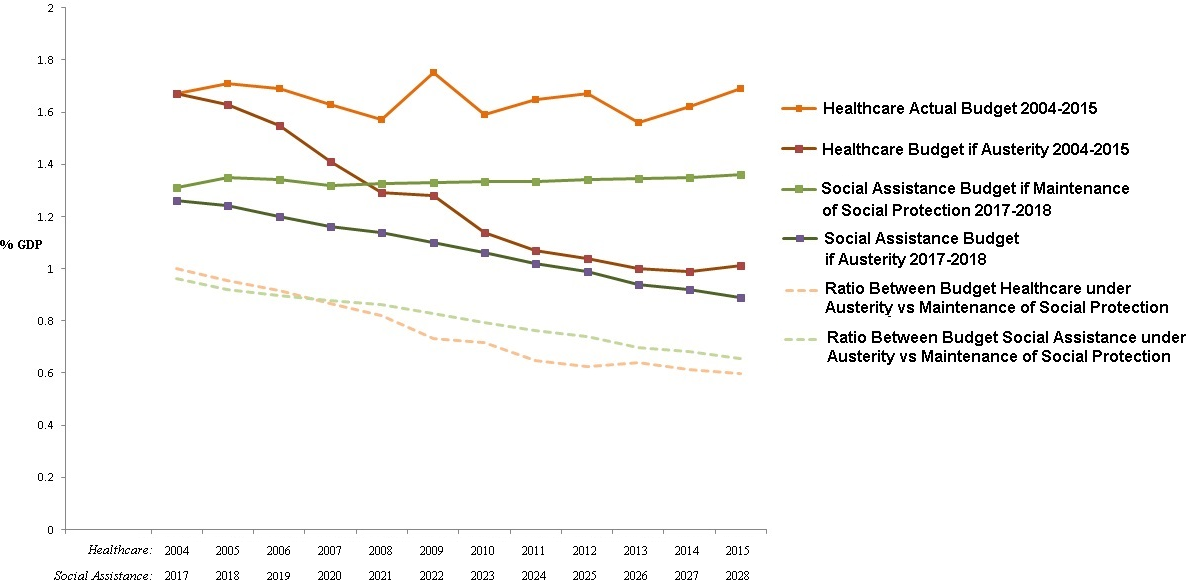 2
1.8
1.6
1.4
1.2
% GDP
1
0.8
0.6
0.4
0.2
0
Healthcare: 2004 2005 2006 2007 2008 2009 2010 2011 2012 2013 2014 2015
Social Assistance: 2017 2018 2019 2020 2021 2022 2023 2024 2025 2026 2027 2028
Healthcare Actual Budget 2004-2015
Healthcare Budget if Austerity 2004-2015
Social Assistance Budget if Maintenance
of Social Protection 2017-2018
Social Assistance Budget
if Austerity 2017-2018
Ratio Between Budget Healthcare under
Austerity vs Maintenance of Social Protection
Ratio Between Budget Social Assistance under
Austerity vs Maintenance of Social Protection